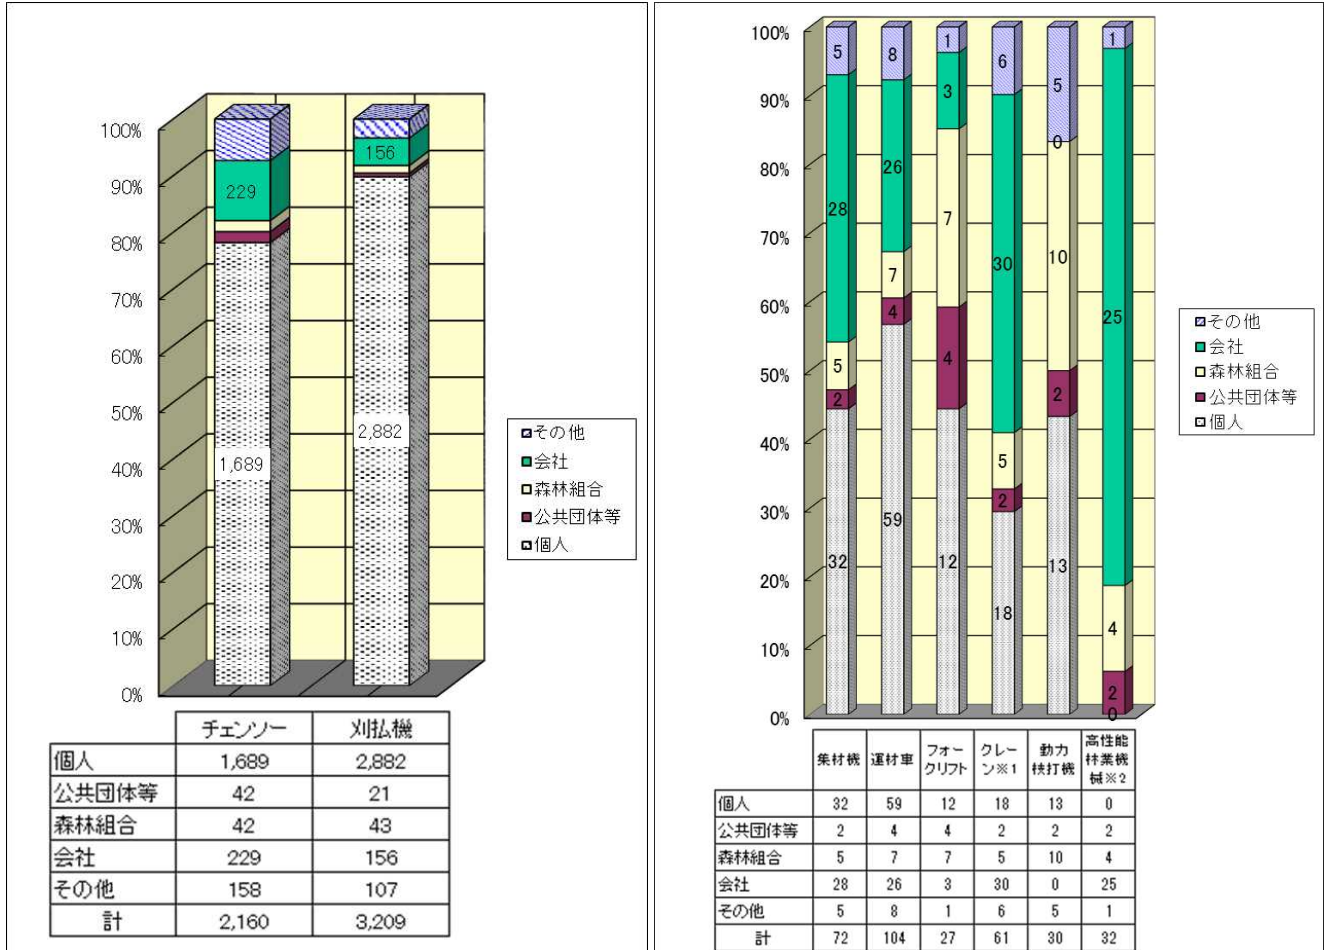 100%
90%
80%
70%
60%
50%
40%
30%
20%
10%
0%
229
156
1,689
2,882
その他
会社
森林組合
公共団体等
個人
チェンソー 刈払機
個人 1,689 2,882
公共団体等 42 21
森林組合 42 43
会社 229 156
その他 158 107
計 2,160 3,209
100%
90%
80%
70%
60%
50%
40%
30%
20%
10%
0%
5
28
5
2
32
8
26
7
4
59
1
3
7
4
12
6
30
5
2
18
5
0
10
2
13
1
25
4
2
0
その他
会社
森林組合
公共団体等
個人
集材機 運材車 フォー クレー 動力 高性能
クリフト ン※1 枝打機 林業機
械※2
個人 32 59 12 18 13 0
公共団体等 2 4 4 2 2 2
森林組合 5 7 7 5 10 4
会社 28 26 3 30 0 25
その他 5 8 1 6 5 1
計 72 104 27 61 30 32